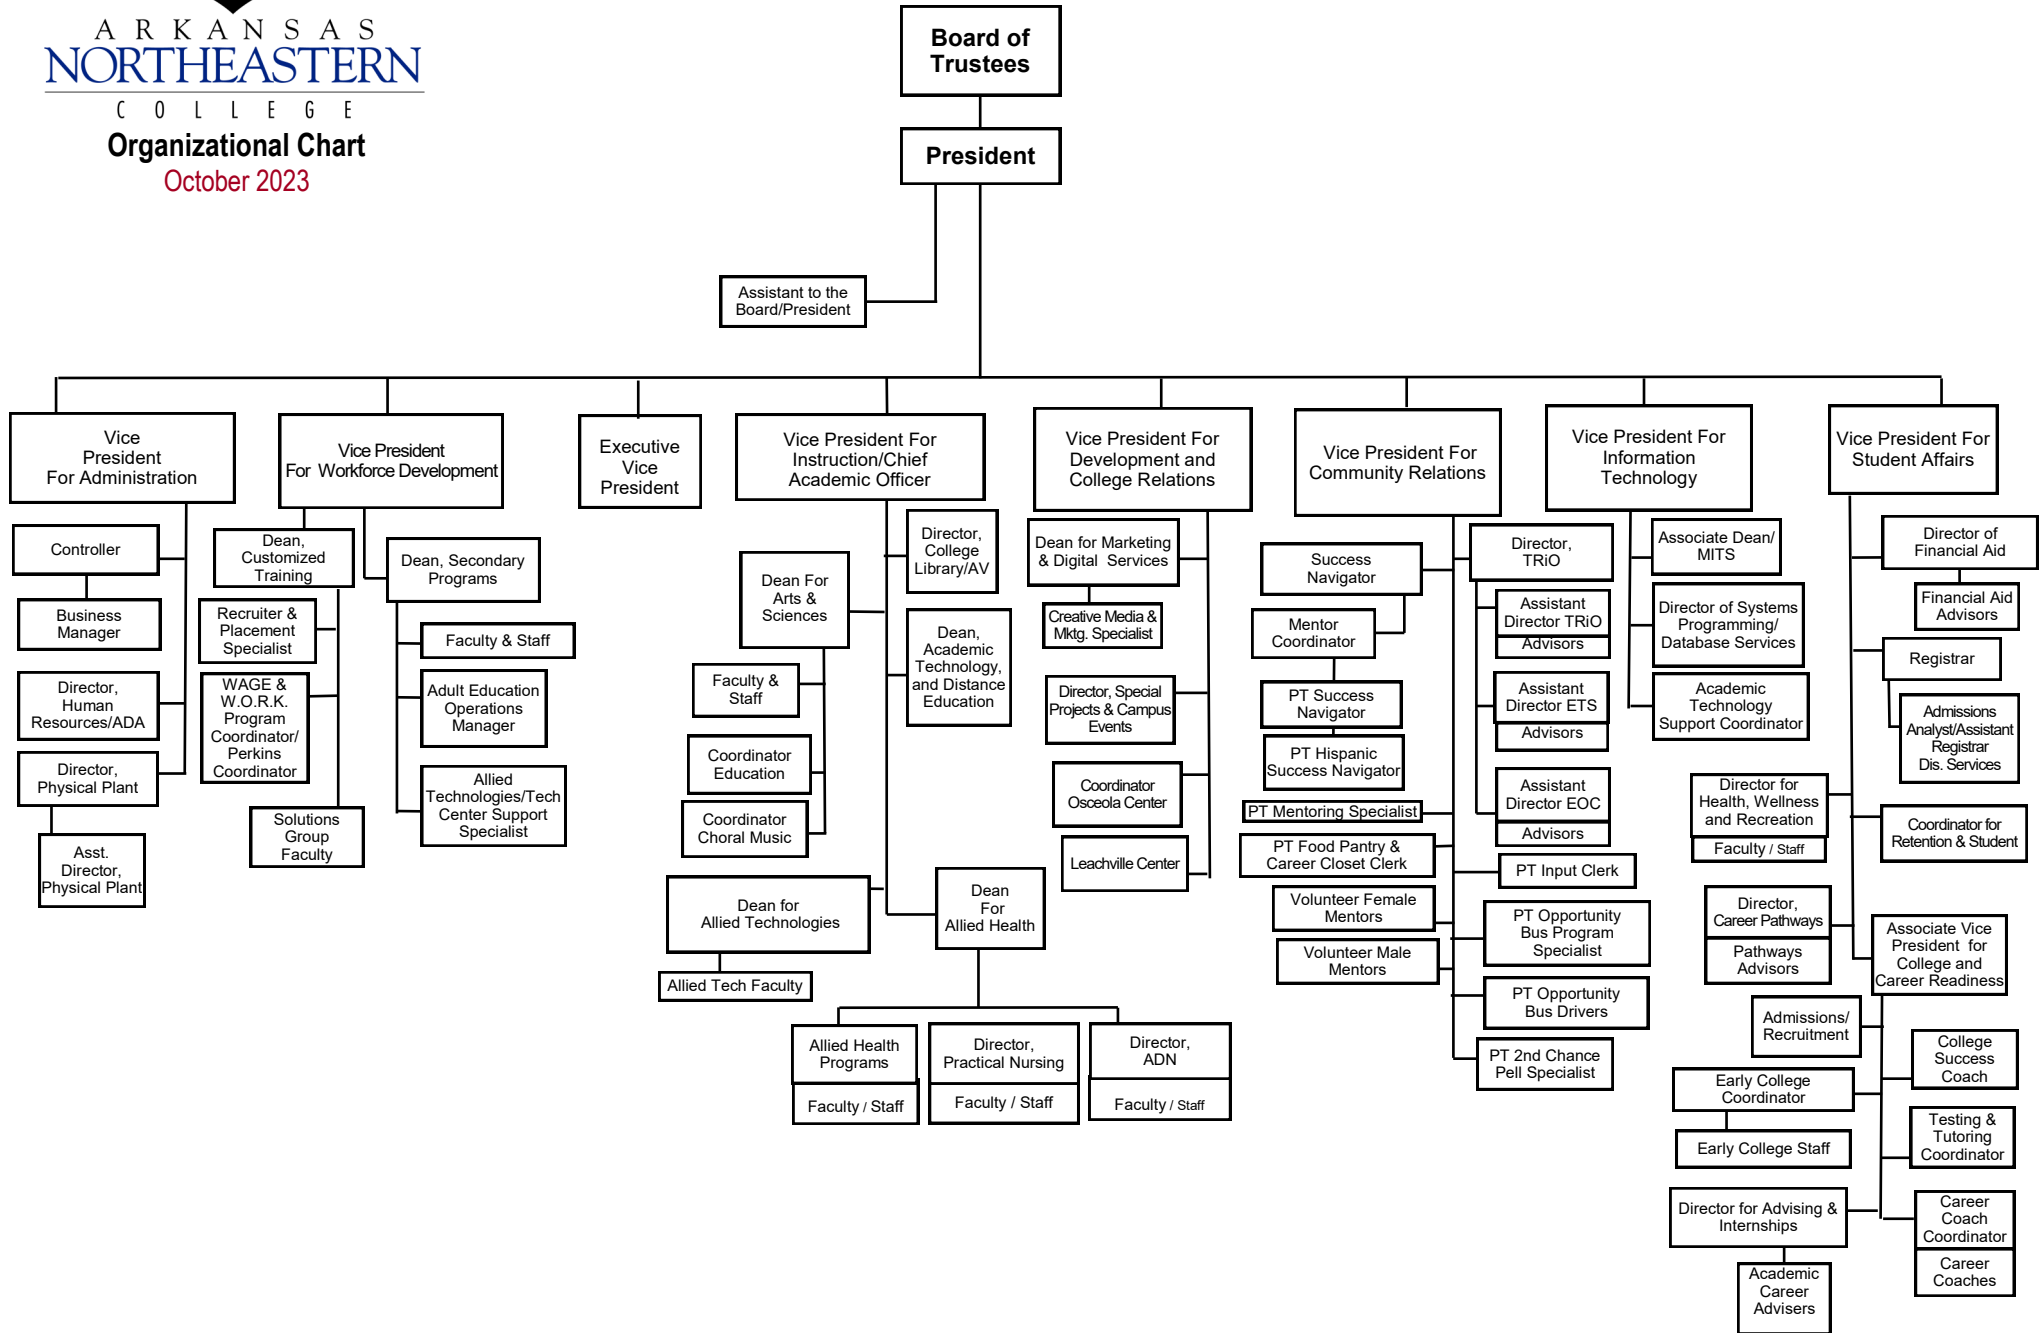 ARKANSAS
NORTHEASTERN
COLLEGE
Organizational Chart
October 2023
Board of
Trustees
President
Assistant to the
Board/President
Vice
President
For Administration
Controller
Business
Manager
Director,
Human
Resources/ADA
Director,
Physical Plant
Asst.
Director,
Physical Plant
Vice President
For Workforce Development
Dean,
Customized
Training
Recruiter &
Placement
Specialist
WAGE &
W.O.R.K.
Program
Coordinator/
Perkins
Coordinator
Solutions
Group
Faculty
Dean, Secondary
Programs
Faculty & Staff
Adult Education
Operations
Manager
Allied
Technologies/Tech
Center Support
Specialist
Executive
Vice
President
Vice President For
Instruction/Chief
Academic Officer
Director,
College
Library/AV
Dean For
Arts &
Sciences
Dean,
Academic
Technology,
and Distance
Education
Faculty &
Staff
Coordinator
Education
Coordinator
Choral Music
Dean for
Allied Technologies
Allied Tech Faculty
Dean
For
Allied Health
Allied Health
Programs
Faculty / Staff
Director,
Practical Nursing
Faculty / Staff
Director,
ADN
Faculty / Staff
Vice President For
Development and
College Relations
Dean for Marketing
& Digital Services
Creative Media &
Mktg. Specialist
Director, Special
Projects & Campus
Events
Coordinator
Osceola Center
Leachville Center
Vice President For
Community Relations
Success
Navigator
Mentor
Coordinator
PT Success
Navigator
PT Hispanic
Success Navigator
PT Mentoring Specialist
PT Food Pantry &
Career Closet Clerk
Volunteer Female
Mentors
Volunteer Male
Mentors
Director,
TRiO
Assistant
Director TRiO
Advisors
Assistant
Director ETS
Advisors
Assistant
Director EOC
Advisors
PT Input Clerk
PT Opportunity
Bus Program
Specialist
PT Opportunity
Bus Drivers
PT 2nd Chance
Pell Specialist
Vice President For
Information
Technology
Associate Dean/
MITS
Director of Systems
Programming/
Database Services
Academic
Technology
Support Coordinator
Vice President For
Student Affairs
Director of
Financial Aid
Financial Aid
Advisors
Registrar
Admissions
Analyst/Assistant
Registrar
Dis. Services
Director for
Health, Wellness
and Recreation
Faculty / Staff
Coordinator for
Retention & Student
Director,
Career Pathways
Pathways
Advisors
Associate Vice
President for
College and
Career Readiness
Admissions/
Recruitment
College
Success
Coach
Early College
Coordinator
Early College Staff
Testing &
Tutoring
Coordinator
Director for Advising &
Internships
Academic
Career
Advisers
Career
Coach
Coordinator
Career
Coaches